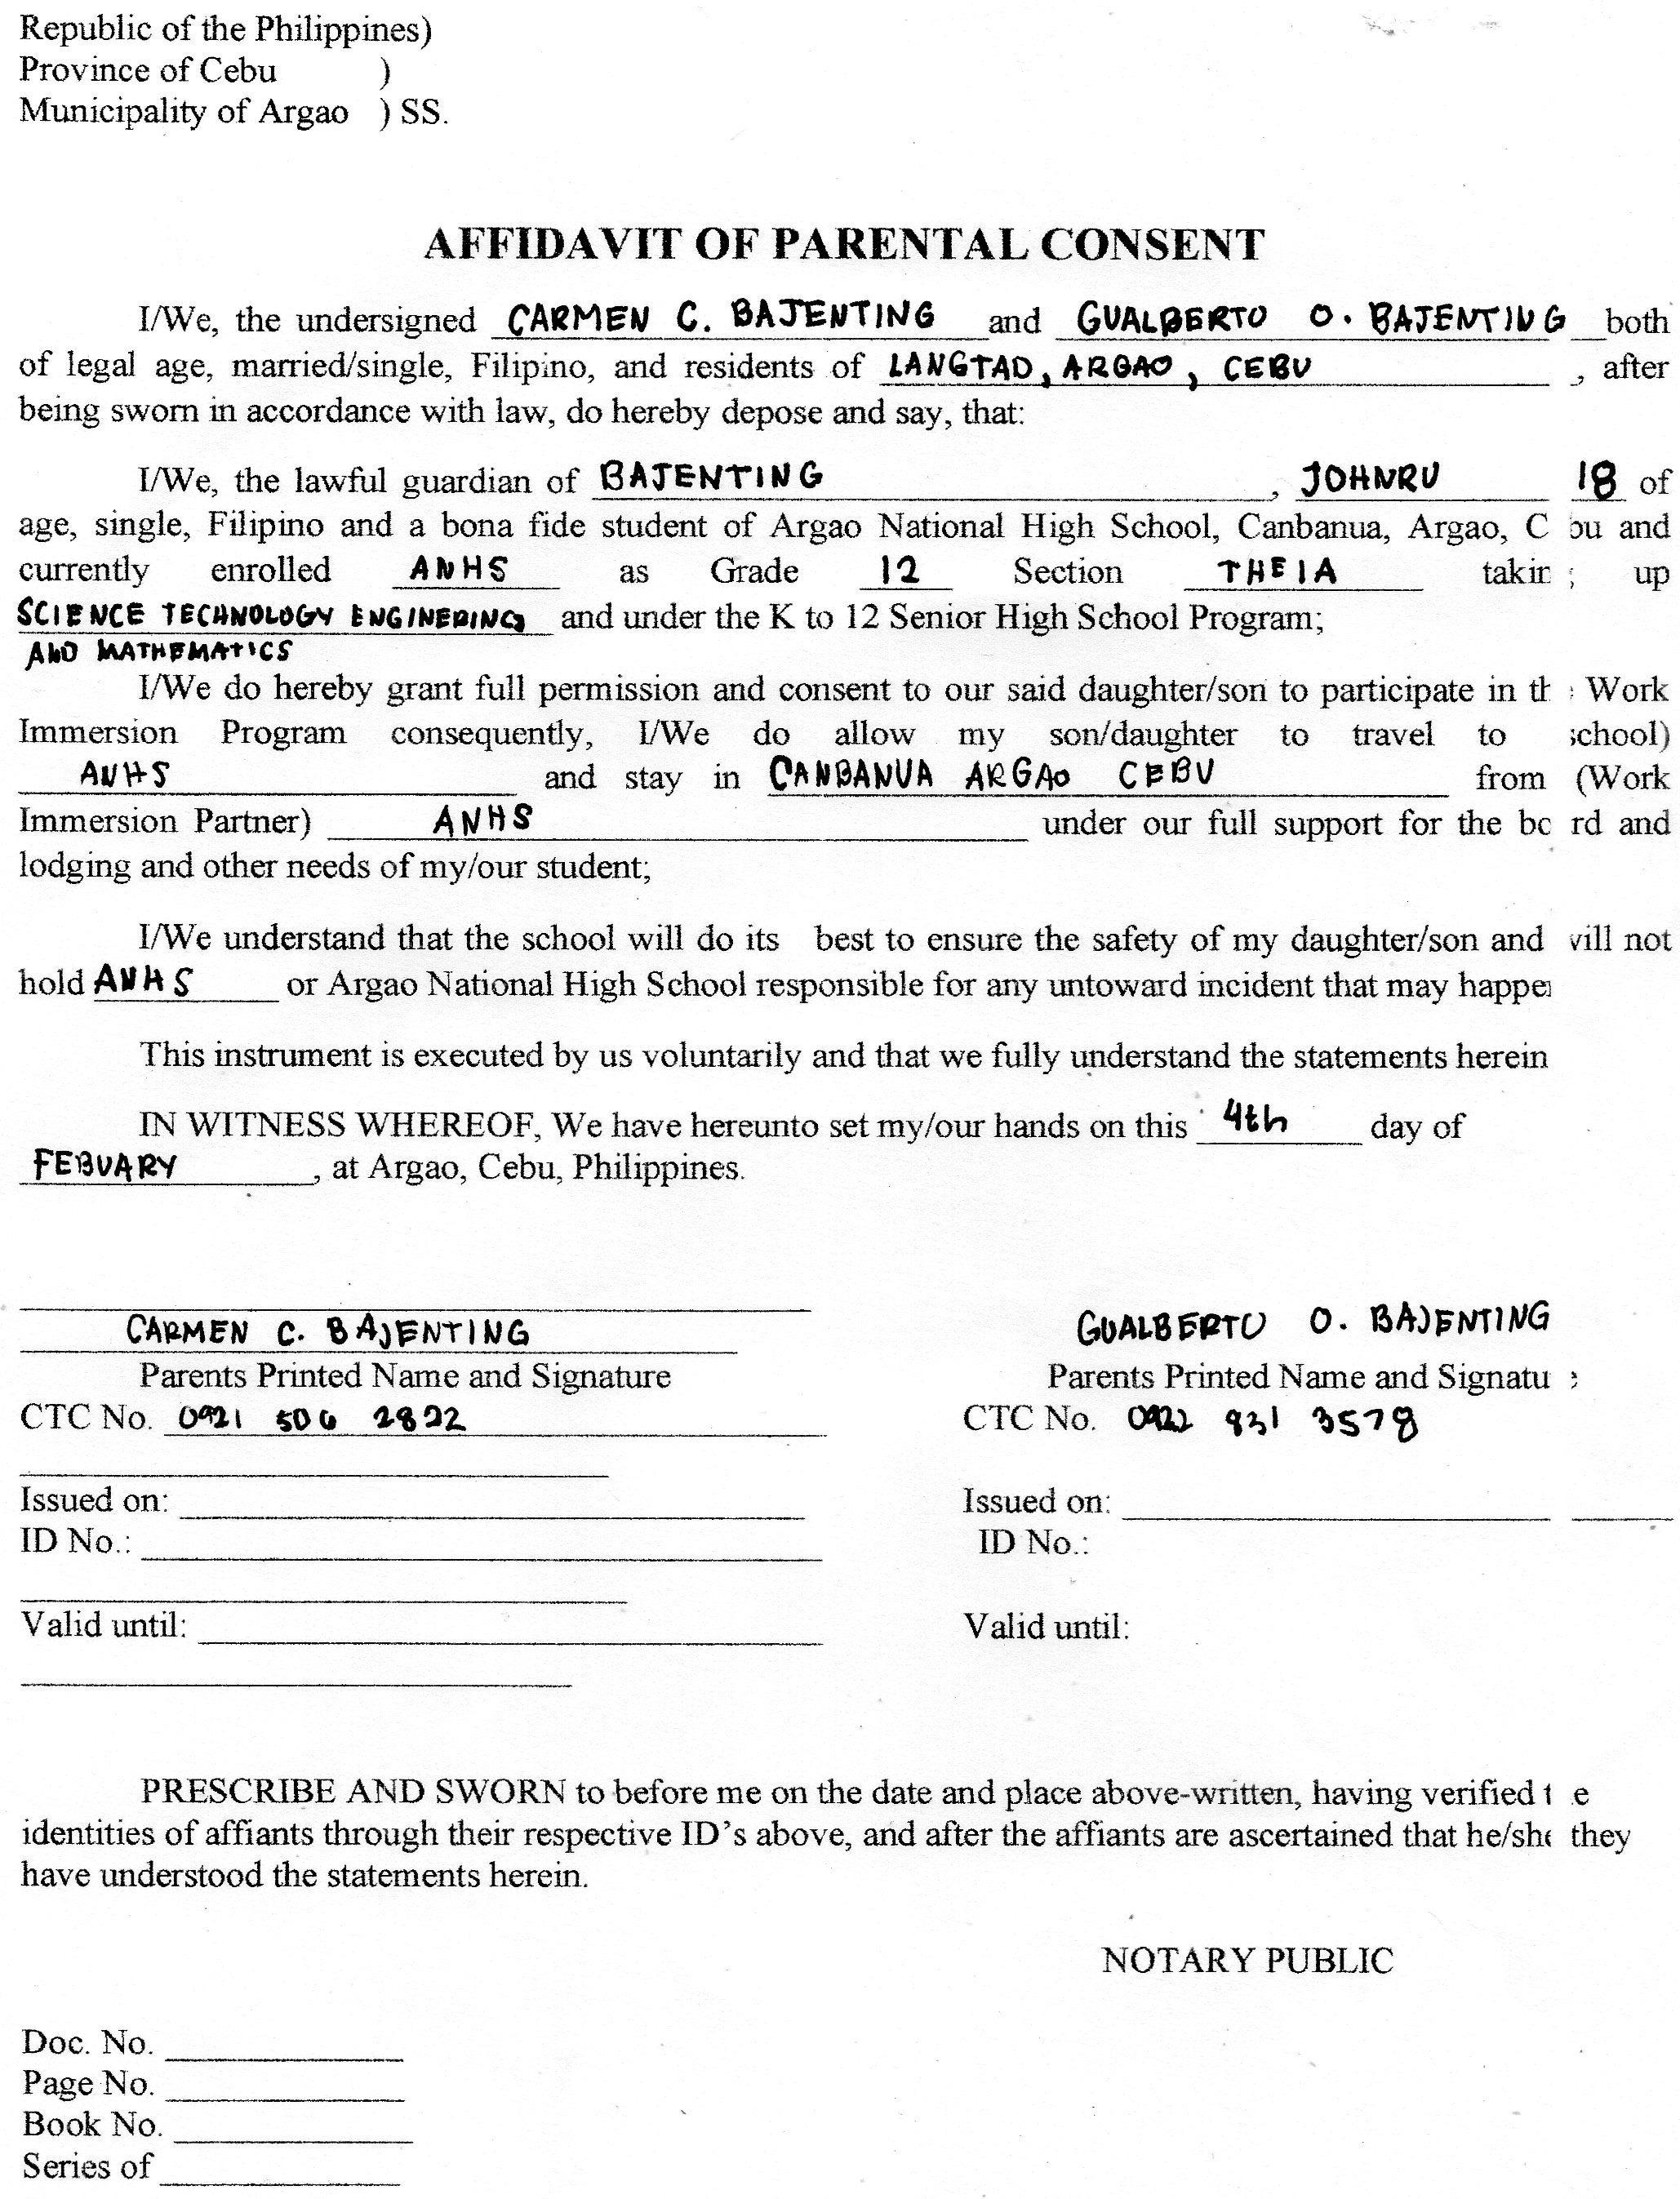 Republic of the Philippines)
Province of Cebu )
Municipality of Argao ) SS.
AFFIDAVIT OF PARENTAL CONSENT
I/We, the undersigned CARMEN C. BAJENTING and GUALBERTO O. BAJENTING both
of legal age, married/single, Filipino, and residents of LANGTAD, ARGAO, CEBU , after
being sworn in accordance with law, do hereby depose and say, that:
I/We, the lawful guardian of BAJENTING , JOHNRU 18 of
age, single, Filipino and a bona fide student of Argao National High School, Canbanua, Argao, C bu and
currently enrolled ANHS as Grade 12 Section THEIA takin up
SCIENCE TECHNOLOGY ENGINEERING and under the K to 12 Senior High School Program;
AND MATHEMATICS
I/We do hereby grant full permission and consent to our said daughter/son to participate in th Work
Immersion Program consequently, I/We do allow my son/daughter to travel to school)
ANHS and stay in CANBANUA ARGAO CEBU from (Work
Immersion Partner) ANHS under our full support for the bo rd and
lodging and other needs of my/our student;
I/We understand that the school will do its best to ensure the safety of my daughter/son and will not
hold ANHS or Argao National High School responsible for any untoward incident that may happen
This instrument is executed by us voluntarily and that we fully understand the statements herein
IN WITNESS WHEREOF, We have hereunto set my/our hands on this 4th day of
FEBUARY , at Argao, Cebu, Philippines.
CARMEN C. BAJENTING GUALBERTO O. BAJENTING
Parents Printed Name and Signature Parents Printed Name and Signatu
CTC No. 0921 506 2822 CTC No. 0922 831 3578
Issued on: Issued on:
ID No.: ID No.:
Valid until: Valid until:
PRESCRIBE AND SWORN to before me on the date and place above-written, having verified t e
identities of affiants through their respective ID's above, and after the affiants are ascertained that he/she they
have understood the statements herein.
NOTARY PUBLIC
Doc. No.
Page No.
Book No.
Series of